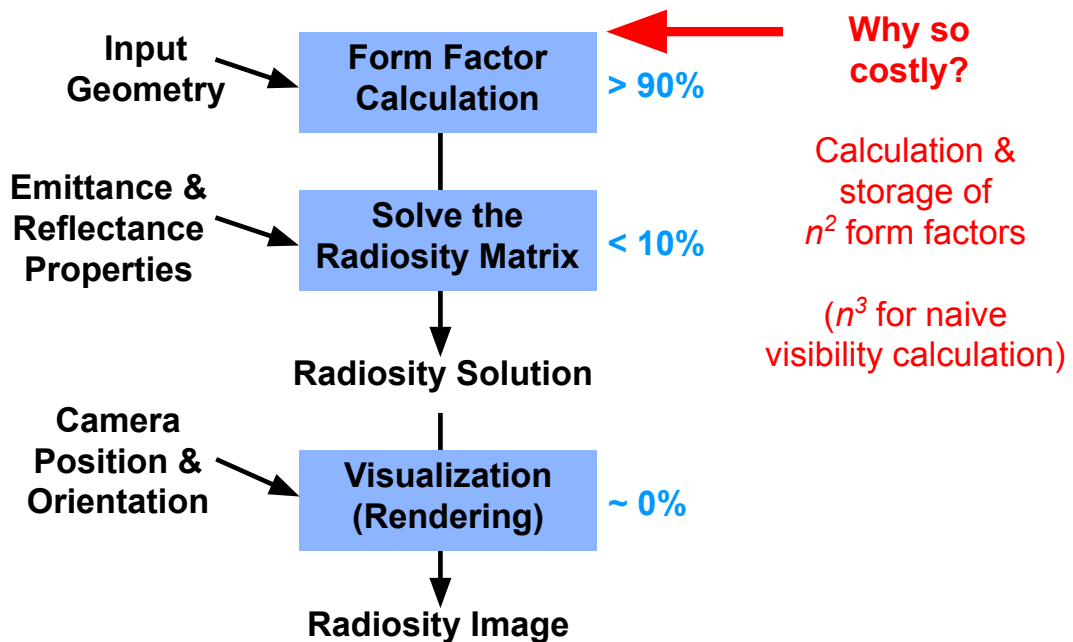 Input
Geometry
Form Factor
Calculation
> 90%
Why so
costly?
Calculation &
storage of
n² form factors
(n³ for naive
visibility calculation)
Emittance &
Reflectance
Properties
Solve the
Radiosity Matrix
< 10%
Radiosity Solution
Camera
Position &
Orientation
Visualization
(Rendering)
~ 0%
Radiosity Image